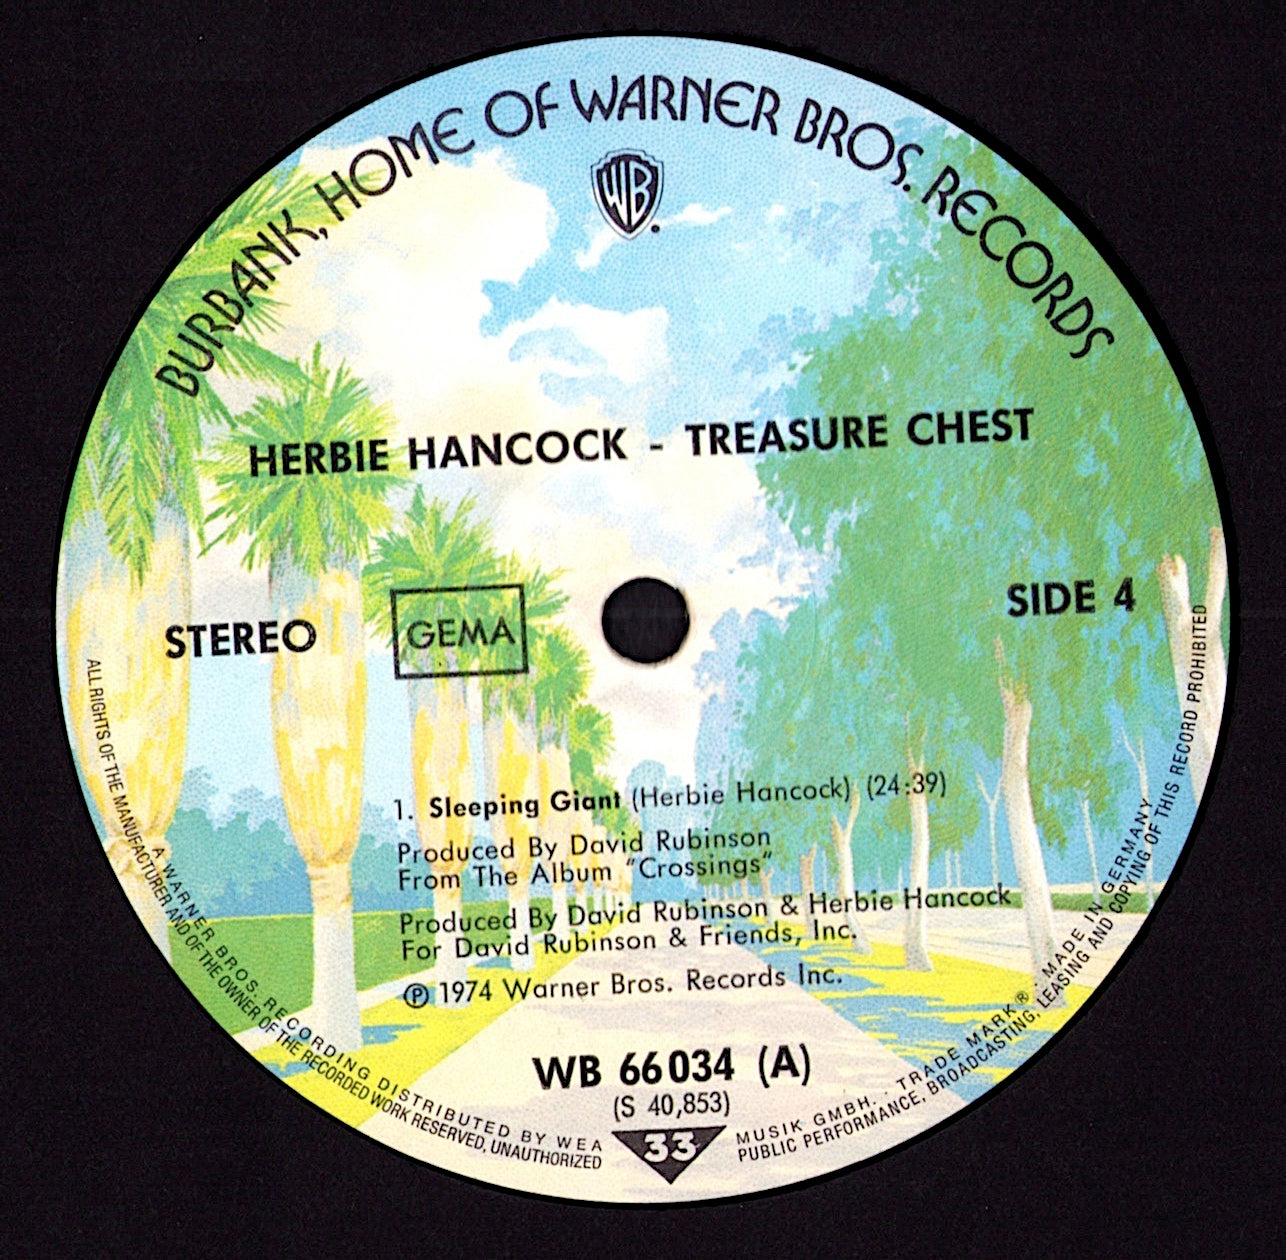 BURBANK, HOME OF WARNER BROS. RECORDS
WB
HERBIE HANCOCK - TREASURE CHEST
STEREO
GEMA
SIDE 4
1. Sleeping Giant (Herbie Hancock) (24:39)
Produced By David Rubinson
From The Album "Crossings"
Produced By David Rubinson & Herbie Hancock
For David Rubinson & Friends, Inc.
℗ 1974 Warner Bros. Records Inc.
WB 66034 (A)
(S 40,853)
33
A WARNER BROS. RECORDING DISTRIBUTED BY WEA MUSIK GMBH. · TRADE MARK ® · MADE IN GERMANY
ALL RIGHTS OF THE MANUFACTURER AND OF THE OWNER OF THE RECORDED WORK RESERVED, UNAUTHORIZED PUBLIC PERFORMANCE, BROADCASTING, LEASING AND COPYING OF THIS RECORD PROHIBITED